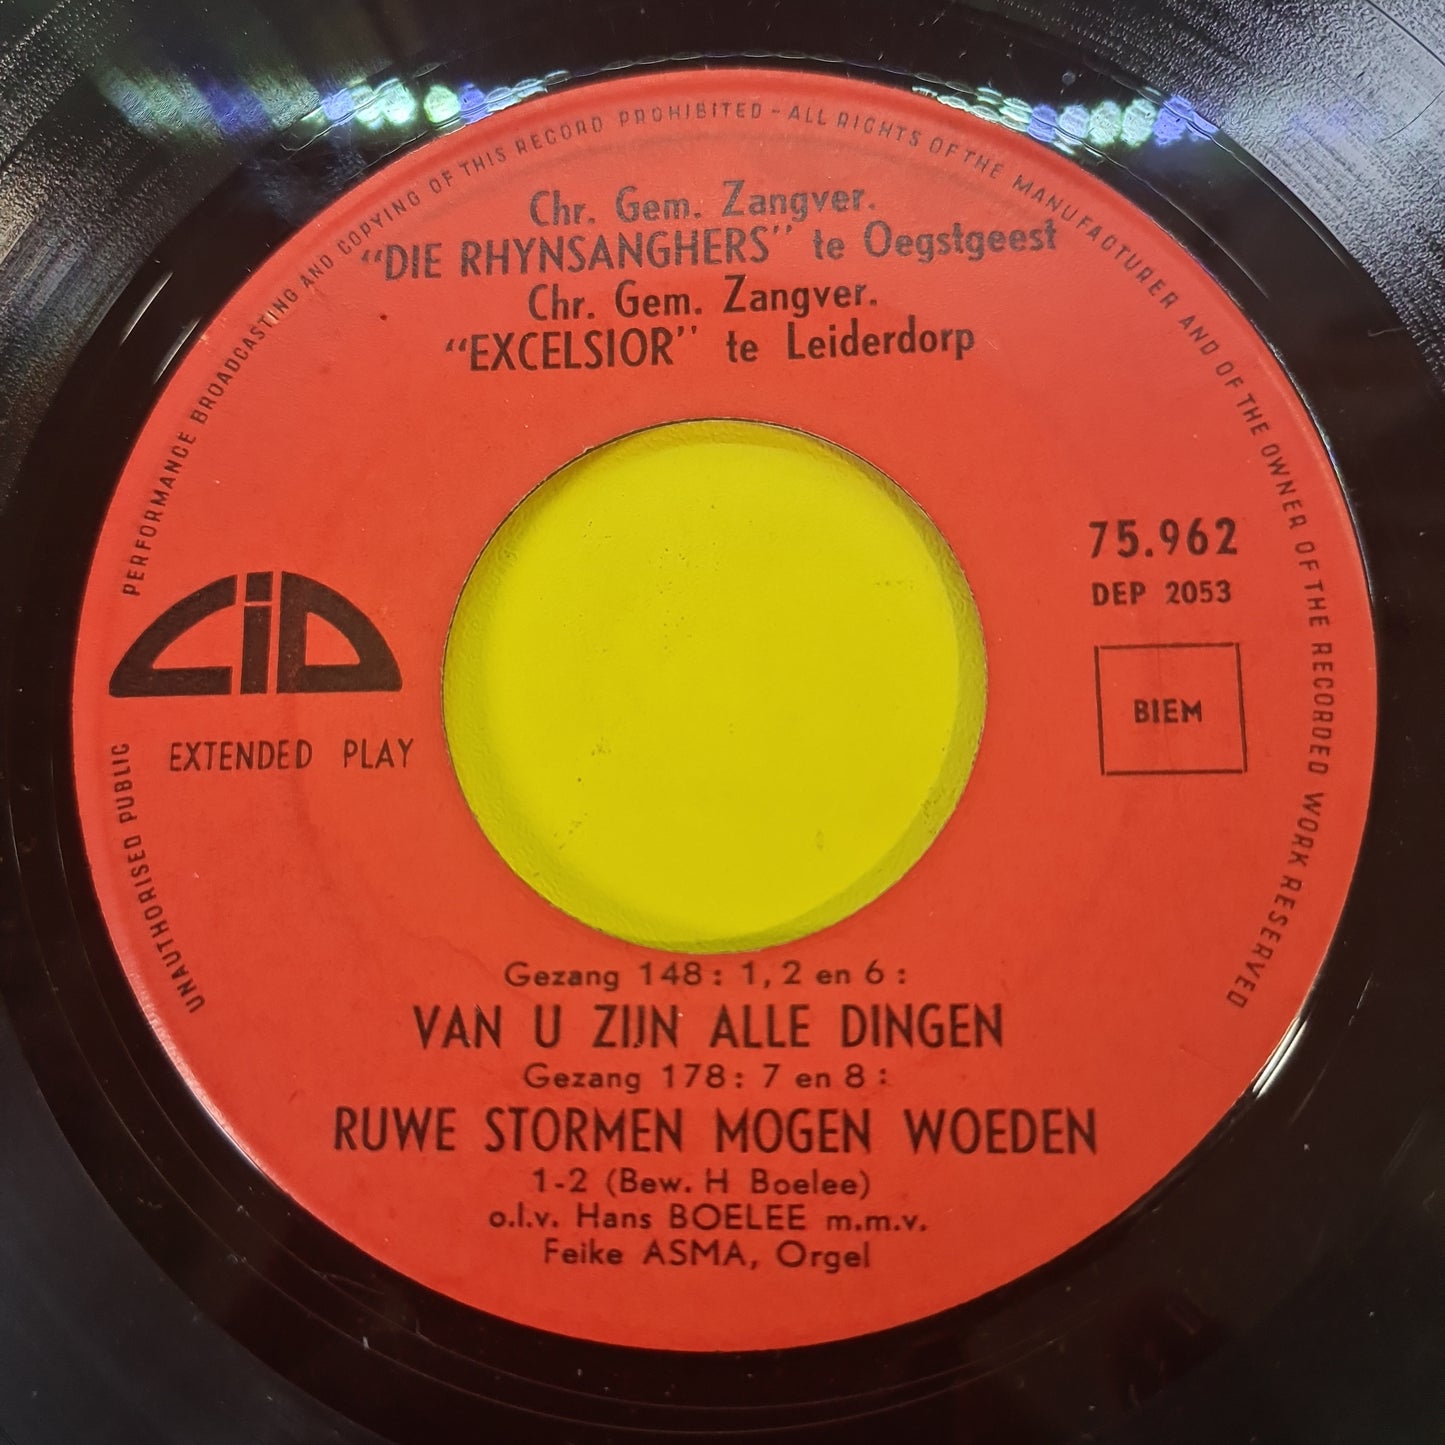 UNAUTHORISED PUBLIC PERFORMANCE BROADCASTING AND COPYING OF THIS RECORD PROHIBITED - ALL RIGHTS OF THE MANUFACTURER AND OF THE OWNER OF THE RECORDED WORK RESERVED
Chr. Gem. Zangver.
“DIE RHYNSANGHERS” te Oegstgeest
Chr. Gem. Zangver.
“EXCELSIOR” te Leiderdorp
75.962
DEP 2053
CID
BIEM
EXTENDED PLAY
Gezang 148: 1, 2 en 6:
VAN U ZIJN ALLE DINGEN
Gezang 178: 7 en 8:
RUWE STORMEN MOGEN WOEDEN
1-2 (Bew. H Boelee)
o.l.v. Hans BOELEE m.m.v.
Feike ASMA, Orgel